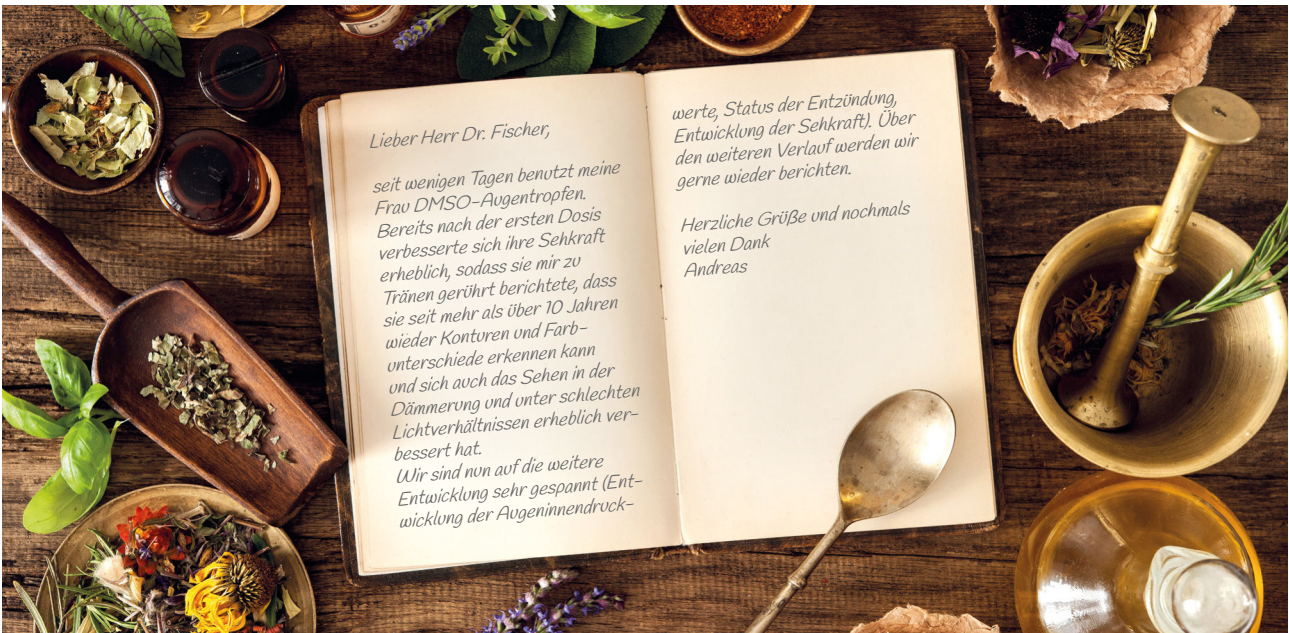 Lieber Herr Dr. Fischer,
seit wenigen Tagen benutzt meine
Frau DMSO-Augentropfen.
Bereits nach der ersten Dosis
verbesserte sich ihre Sehkraft
erheblich, sodass sie mir zu
Tränen gerührt berichtete, dass
sie seit mehr als über 10 Jahren
wieder Konturen und Farb-
unterschiede erkennen kann
und sich auch das Sehen in der
Dämmerung und unter schlechten
Lichtverhältnissen erheblich ver-
bessert hat.
Wir sind nun auf die weitere
Entwicklung sehr gespannt (Ent-
wicklung der Augeninnendruck-
werte, Status der Entzündung,
Entwicklung der Sehkraft). Über
den weiteren Verlauf werden wir
gerne wieder berichten.
Herzliche Grüße und nochmals
vielen Dank
Andreas